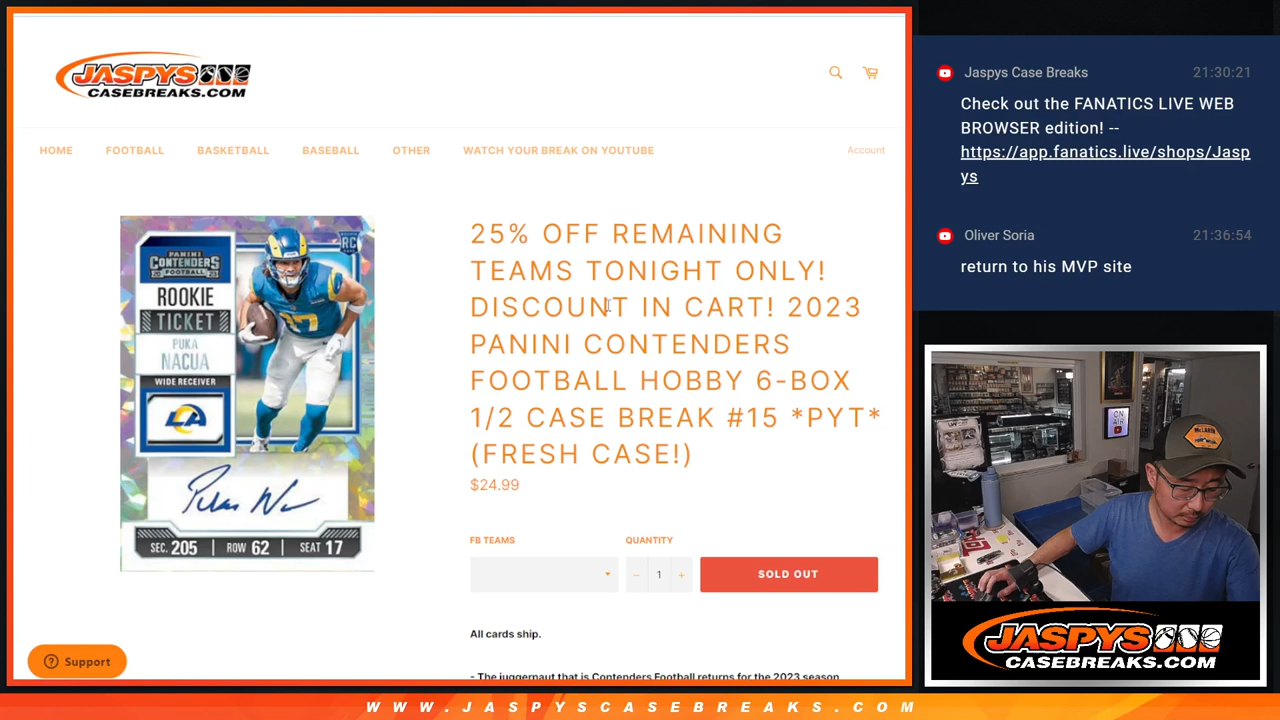 JASPYS
CASEBREAKS.COM
HOME FOOTBALL BASKETBALL BASEBALL OTHER WATCH YOUR BREAK ON YOUTUBE Account
PANINI
CONTENDERS
FOOTBALL
ROOKIE
TICKET
PUKA
NACUA
WIDE RECEIVER
RC
17
SEC. 205 | ROW 62 | SEAT 17
25% OFF REMAINING
TEAMS TONIGHT ONLY!
DISCOUNT IN CART! 2023
PANINI CONTENDERS
FOOTBALL HOBBY 6-BOX
1/2 CASE BREAK #15 *PYT*
(FRESH CASE!)
$24.99
FB TEAMS QUANTITY
− 1 + SOLD OUT
All cards ship.
- The juggernaut that is Contenders Football returns for the 2023 season
Support
Jaspys Case Breaks 21:30:21
Check out the FANATICS LIVE WEB
BROWSER edition! --
https://app.fanatics.live/shops/Jasp
ys
Oliver Soria 21:36:54
return to his MVP site
ON
AIR
McLAREN
JASPYS
CASEBREAKS.COM
WWW.JASPYSCASEBREAKS.COM